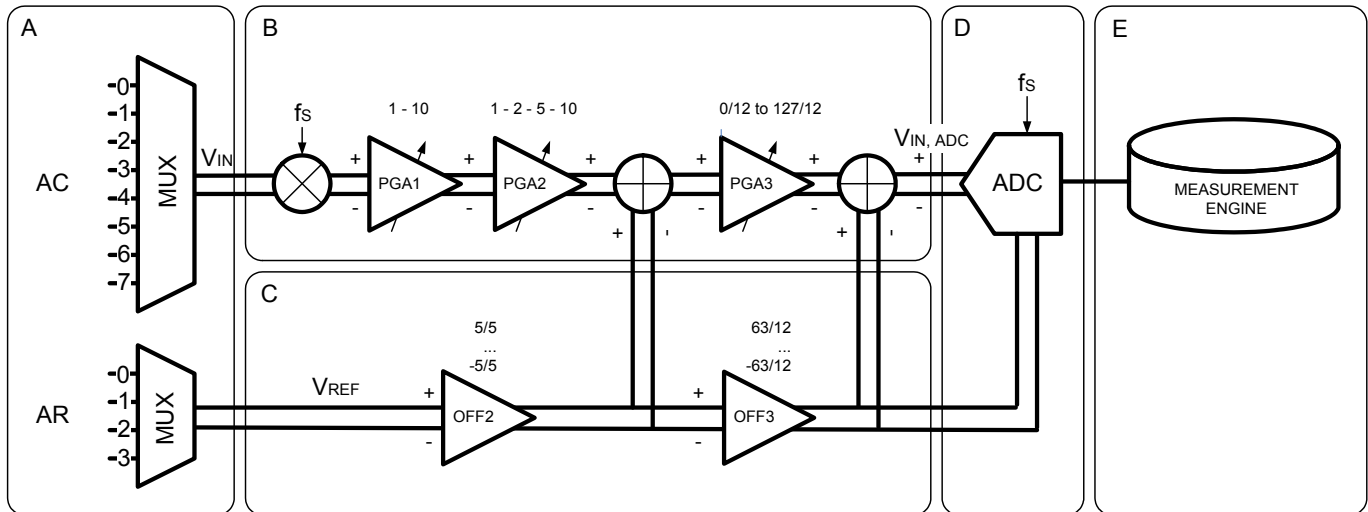 A
B
D
E
AC
0
1
2
3
4
5
6
7
MUX
VIN
fs
1 - 10
1 - 2 - 5 - 10
0/12 to 127/12
VIN, ADC
fs
+
-
PGA1
+
-
PGA2
+
-
+
-
PGA3
+
-
+
-
+
'
+
'
ADC
MEASUREMENT
ENGINE
C
AR
0
1
2
3
MUX
VREF
5/5
...
-5/5
63/12
...
-63/12
+
-
OFF2
+
-
OFF3